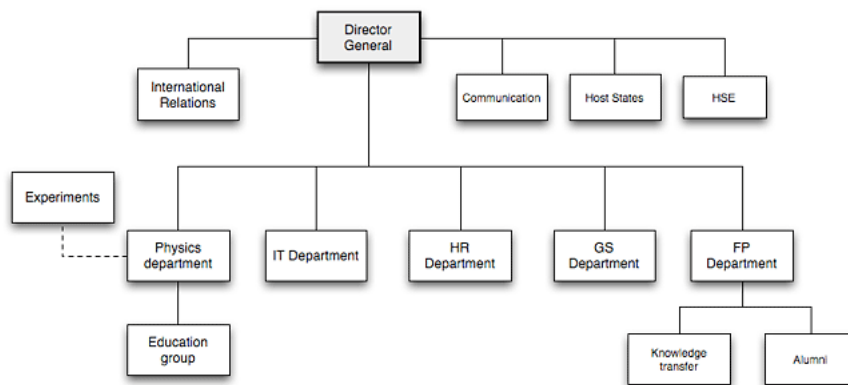 Director
General
International
Relations
Communication
Host States
HSE
Experiments
Physics
department
IT Department
HR
Department
GS
Department
FP
Department
Education
group
Knowledge
transfer
Alumni